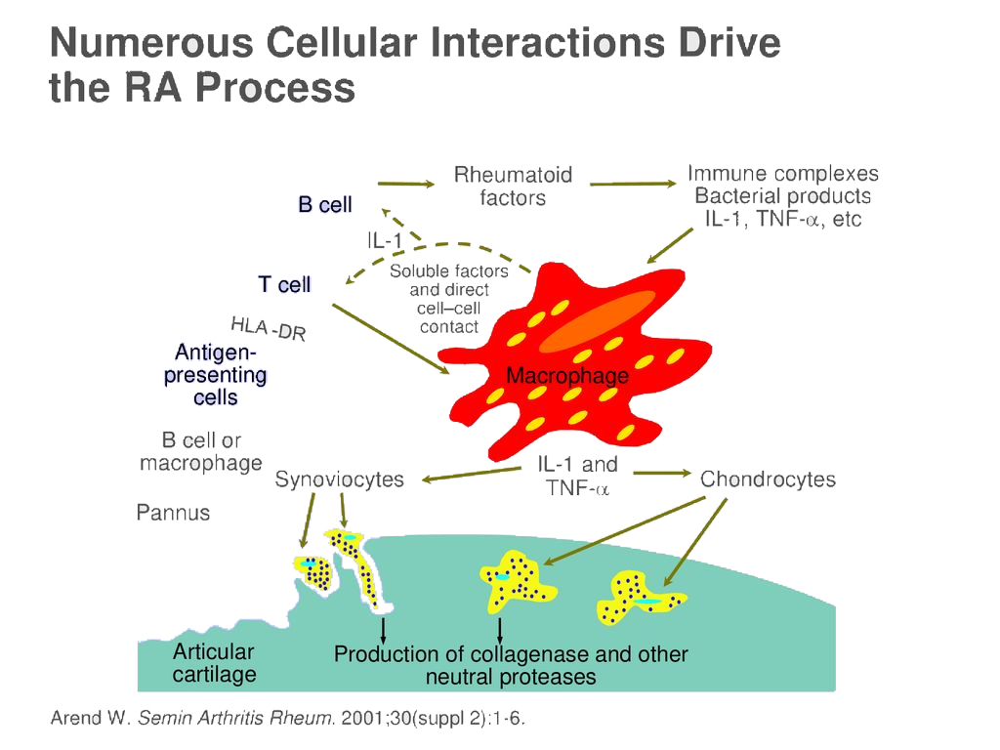 Numerous Cellular Interactions Drive
the RA Process
Rheumatoid
factors
Immune complexes
Bacterial products
IL-1, TNF-α, etc
B cell
IL-1
Soluble factors
and direct
cell–cell
contact
T cell
HLA -DR
Antigen-
presenting
cells
Macrophage
B cell or
macrophage
Synoviocytes
IL-1 and
TNF-α
Chondrocytes
Pannus
Articular
cartilage
Production of collagenase and other
neutral proteases
Arend W. Semin Arthritis Rheum. 2001;30(suppl 2):1-6.